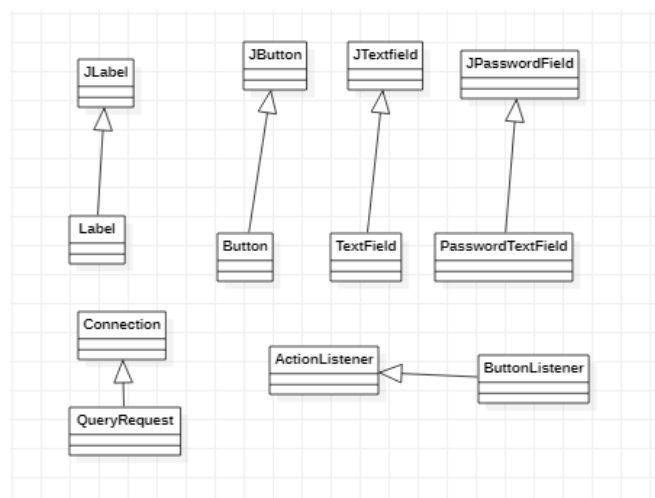 JLabel
JButton
JTextfield
JPasswordField
Label
Button
TextField
PasswordTextField
Connection
ActionListener
ButtonListener
QueryRequest